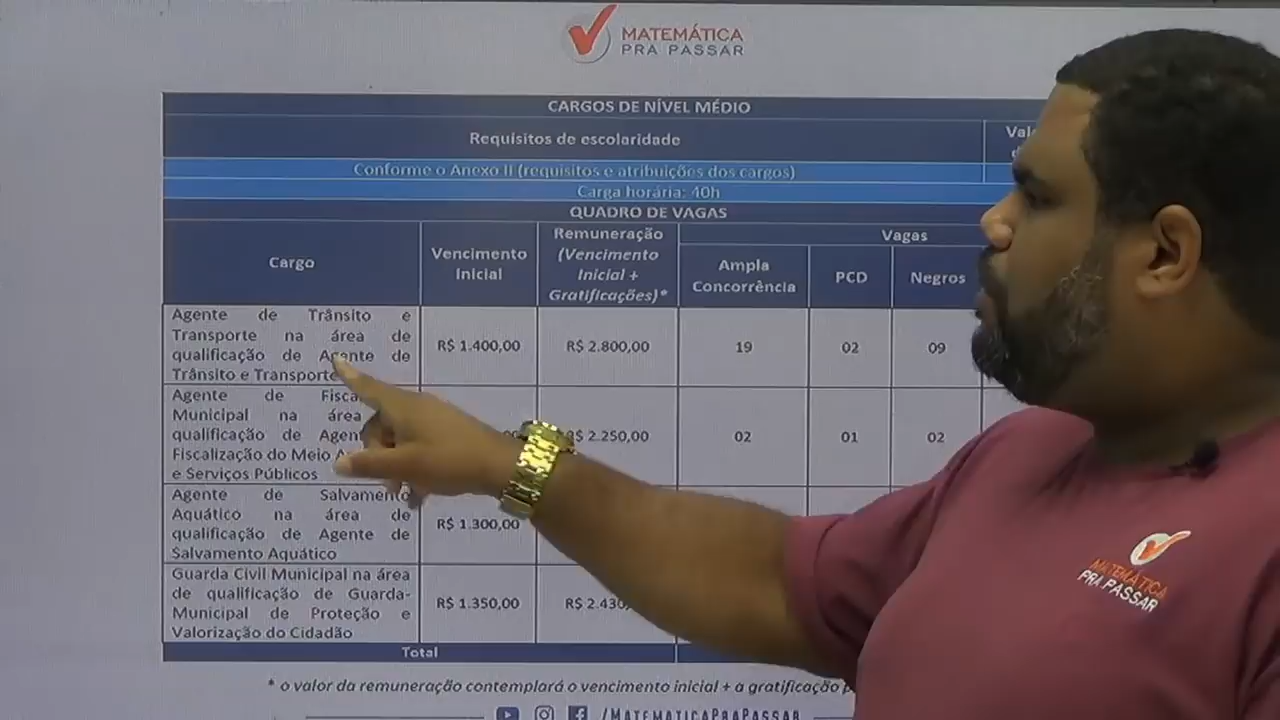 MATEMÁTICA
PRA PASSAR
CARGOS DE NÍVEL MÉDIO
Requisitos de escolaridade
Conforme o Anexo II (requisitos e atribuições dos cargos)
Carga horária: 40h
QUADRO DE VAGAS
Cargo
Vencimento
Inicial
Remuneração
(Vencimento
Inicial +
Gratificações)*
Vagas
Ampla
Concorrência
PCD
Negros
Agente de Trânsito e
Transporte na área de
qualificação de Agente de
Trânsito e Transporte
R$ 1.400,00
R$ 2.800,00
19
02
09
Agente de
Municipal na área
qualificação de
Fiscalização do Meio
e Serviços Públicos
R$ 2.250,00
02
01
02
Agente de Salvamento
Aquático na área de
qualificação de Agente de
Salvamento Aquático
R$ 1.300,00
Guarda Civil Municipal na área
de qualificação de Guarda-
Municipal de Proteção e
Valorização do Cidadão
R$ 1.350,00
R$ 2.430,
Total
* o valor da remuneração contemplará o vencimento inicial + a gratificação
/MATEMATICAPRAPASSAR
MATEMÁTICA
PRA PASSAR